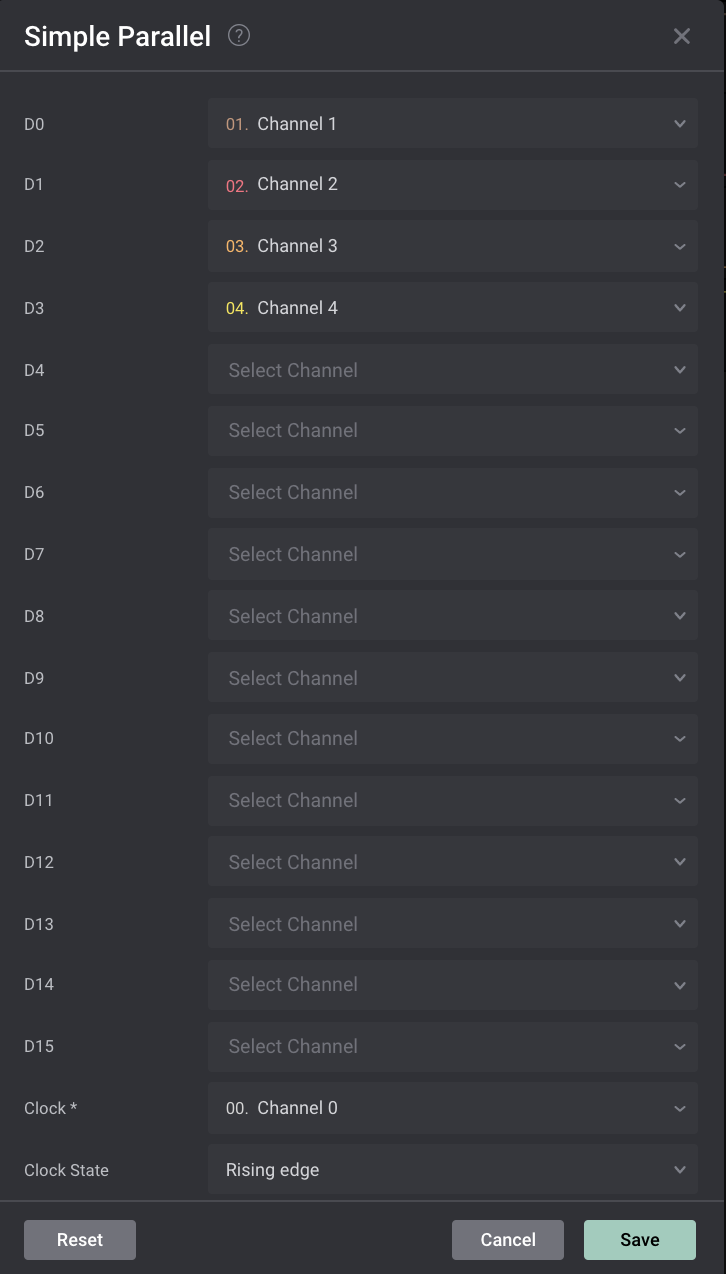 Simple Parallel ?
D0 01. Channel 1
D1 02. Channel 2
D2 03. Channel 3
D3 04. Channel 4
D4 Select Channel
D5 Select Channel
D6 Select Channel
D7 Select Channel
D8 Select Channel
D9 Select Channel
D10 Select Channel
D11 Select Channel
D12 Select Channel
D13 Select Channel
D14 Select Channel
D15 Select Channel
Clock * 00. Channel 0
Clock State Rising edge
Reset Cancel Save